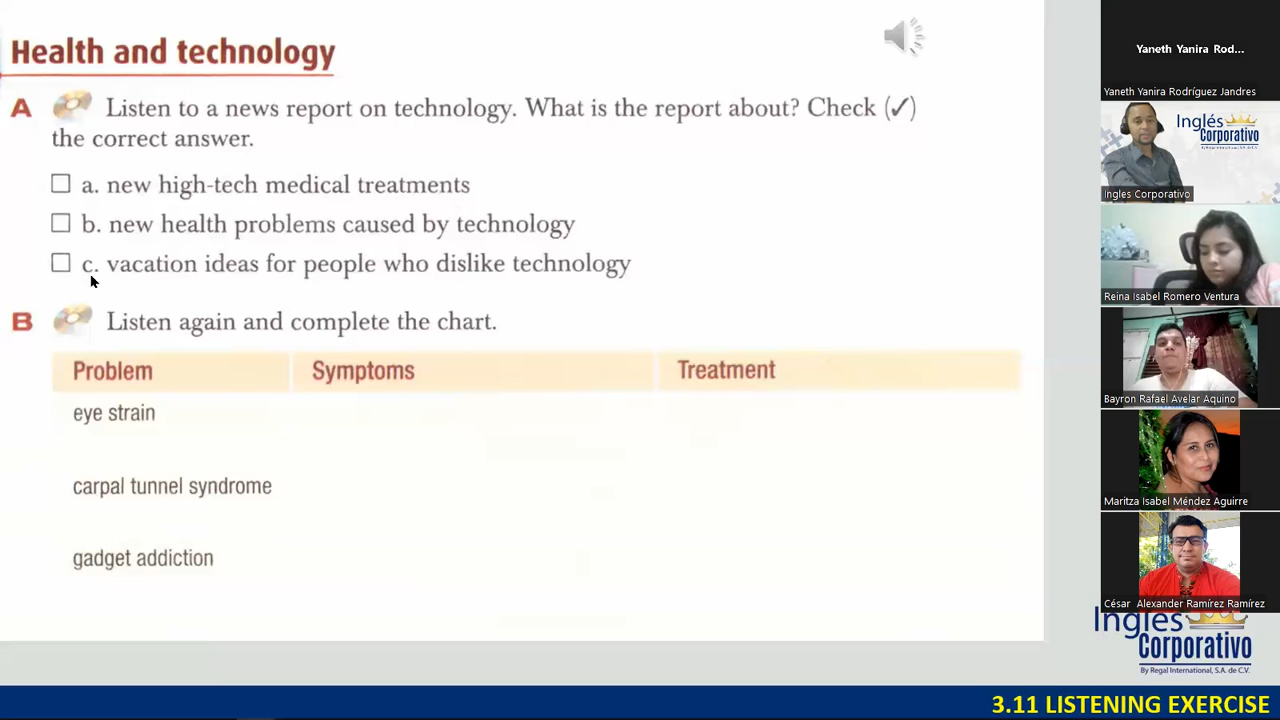 Health and technology
A Listen to a news report on technology. What is the report about? Check (✓)
the correct answer.
☐ a. new high-tech medical treatments
☐ b. new health problems caused by technology
☐ c. vacation ideas for people who dislike technology
B Listen again and complete the chart.
Problem Symptoms Treatment
eye strain
carpal tunnel syndrome
gadget addiction
Yaneth Yanira Rod...
Yaneth Yanira Rodríguez Jandres
Inglés
Corporativo
By Regal International, S.A. de C.V.
Ingles Corporativo
Reina Isabel Romero Ventura
Bayron Rafael Avelar Aquino
Maritza Isabel Méndez Aguirre
César Alexander Ramírez Ramírez
Inglés
Corporativo
By Regal International, S.A. de C.V.
3.11 LISTENING EXERCISE